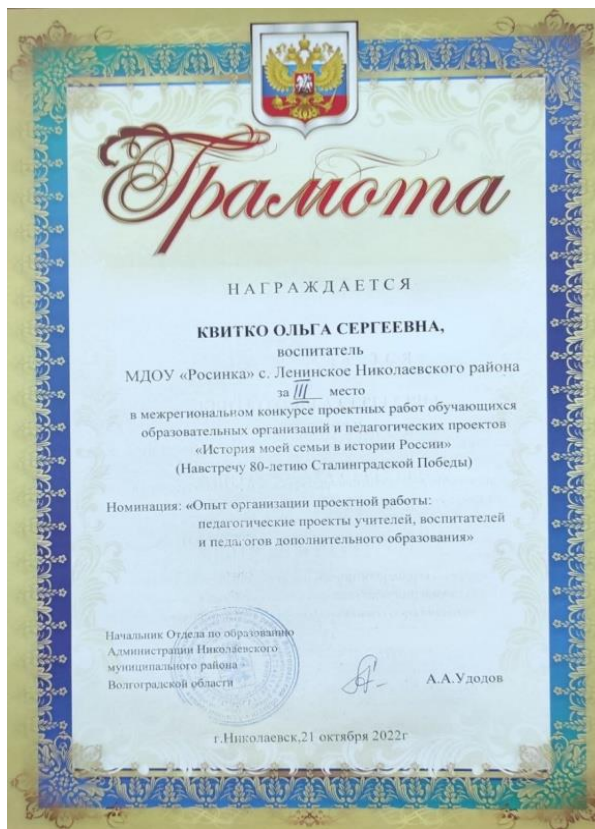 Грамота
НАГРАЖДАЕТСЯ
КВИТКО ОЛЬГА СЕРГЕЕВНА,
воспитатель
МДОУ «Росинка» с. Ленинское Николаевского района
за III место
в межрегиональном конкурсе проектных работ обучающихся
образовательных организаций и педагогических проектов
«История моей семьи в истории России»
(Навстречу 80-летию Сталинградской Победы)
Номинация: «Опыт организации проектной работы:
педагогические проекты учителей, воспитателей
и педагогов дополнительного образования»
Начальник Отдела по образованию
Администрации Николаевского
муниципального района
Волгоградской области
А.А.Удодов
г.Николаевск,21 октября 2022г